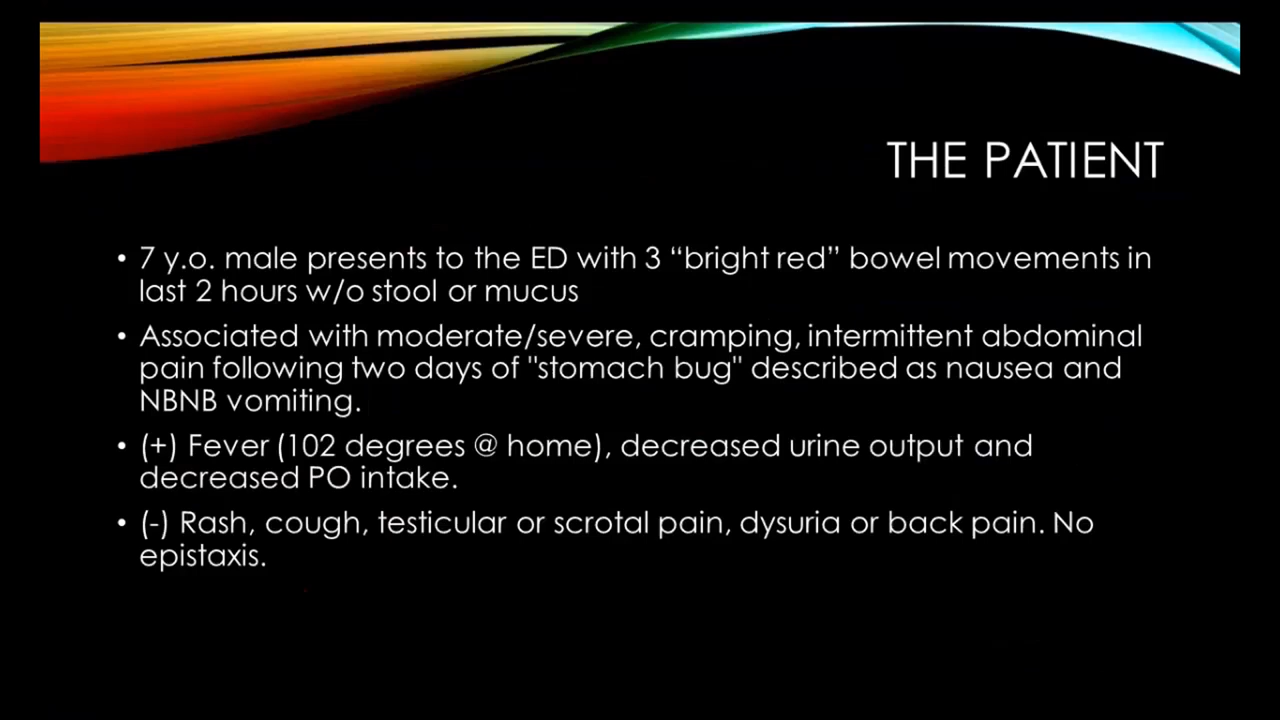 THE PATIENT
• 7 y.o. male presents to the ED with 3 “bright red” bowel movements in
last 2 hours w/o stool or mucus
• Associated with moderate/severe, cramping, intermittent abdominal
pain following two days of "stomach bug" described as nausea and
NBNB vomiting.
• (+) Fever (102 degrees @ home), decreased urine output and
decreased PO intake.
• (-) Rash, cough, testicular or scrotal pain, dysuria or back pain. No
epistaxis.